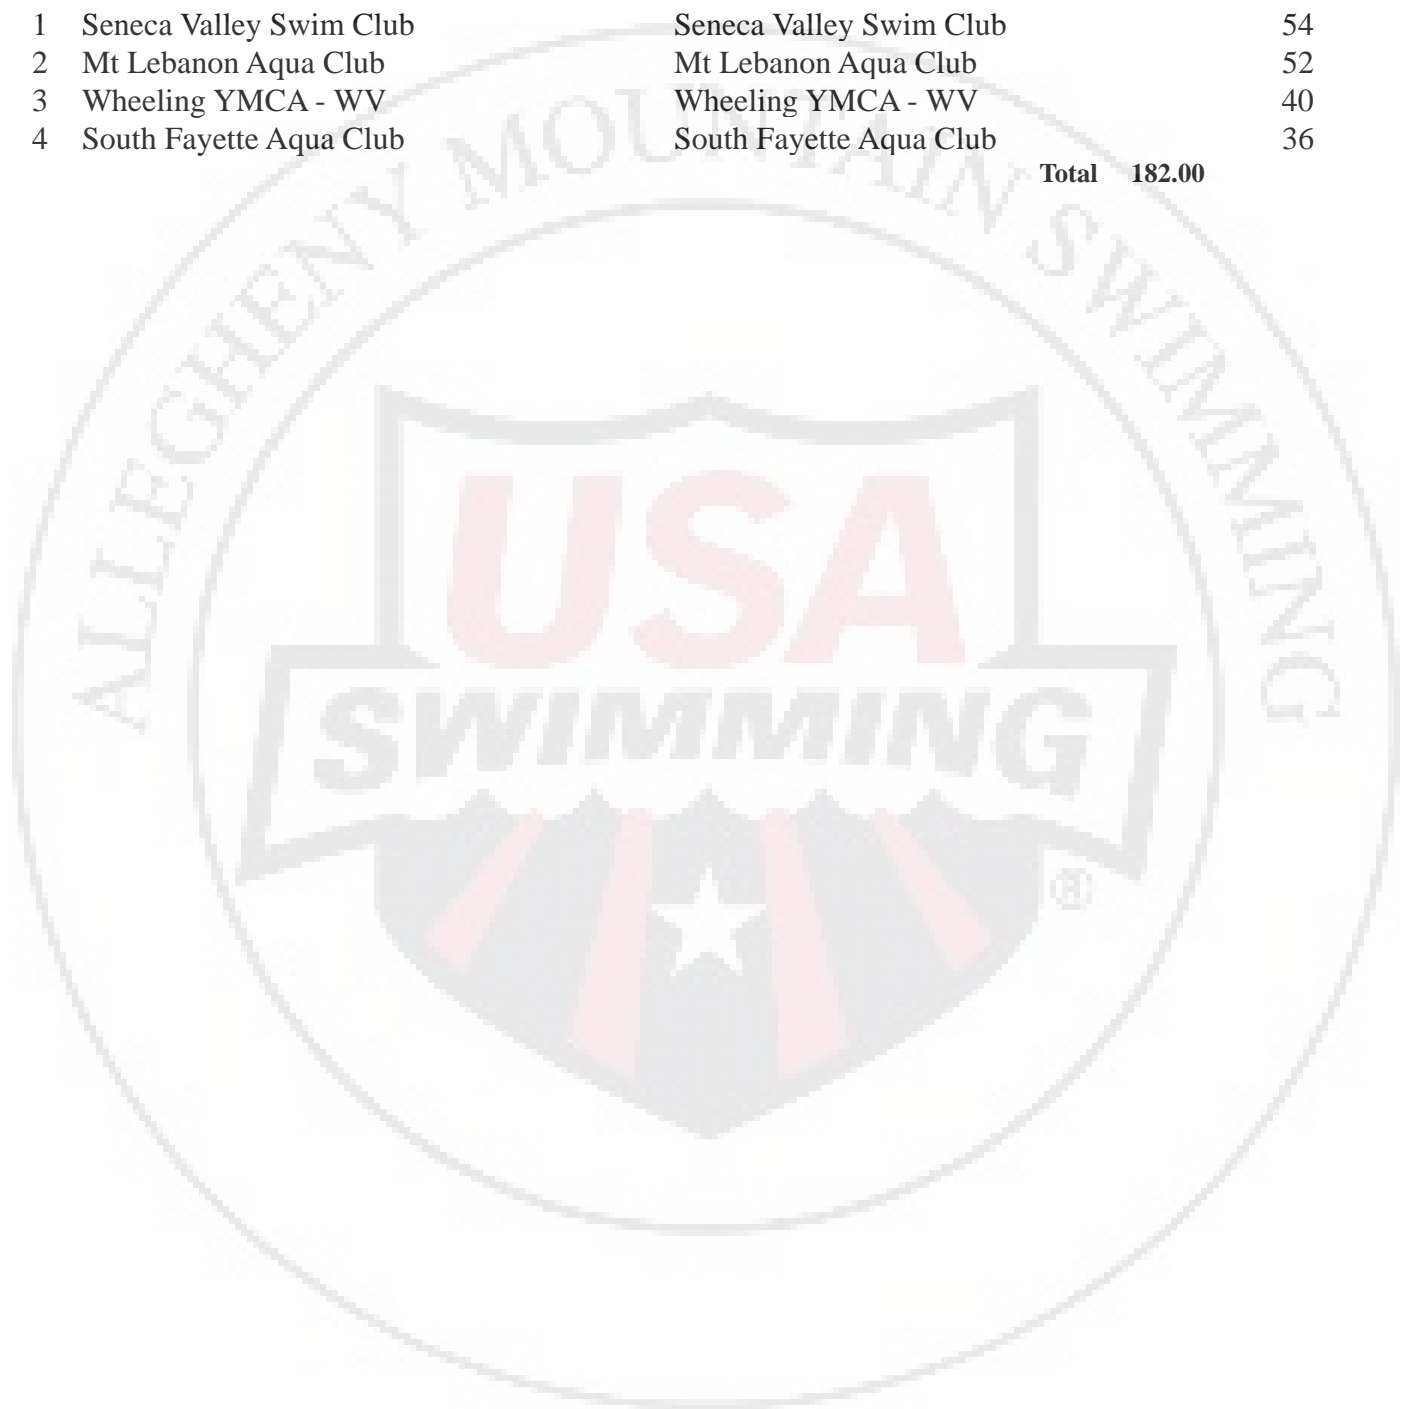 1 Seneca Valley Swim Club Seneca Valley Swim Club 54
2 Mt Lebanon Aqua Club Mt Lebanon Aqua Club 52
3 Wheeling YMCA - WV Wheeling YMCA - WV 40
4 South Fayette Aqua Club South Fayette Aqua Club 36
Total 182.00
ALLEGHENY MOUNTAIN SWIMMING
USA
SWIMMING
®